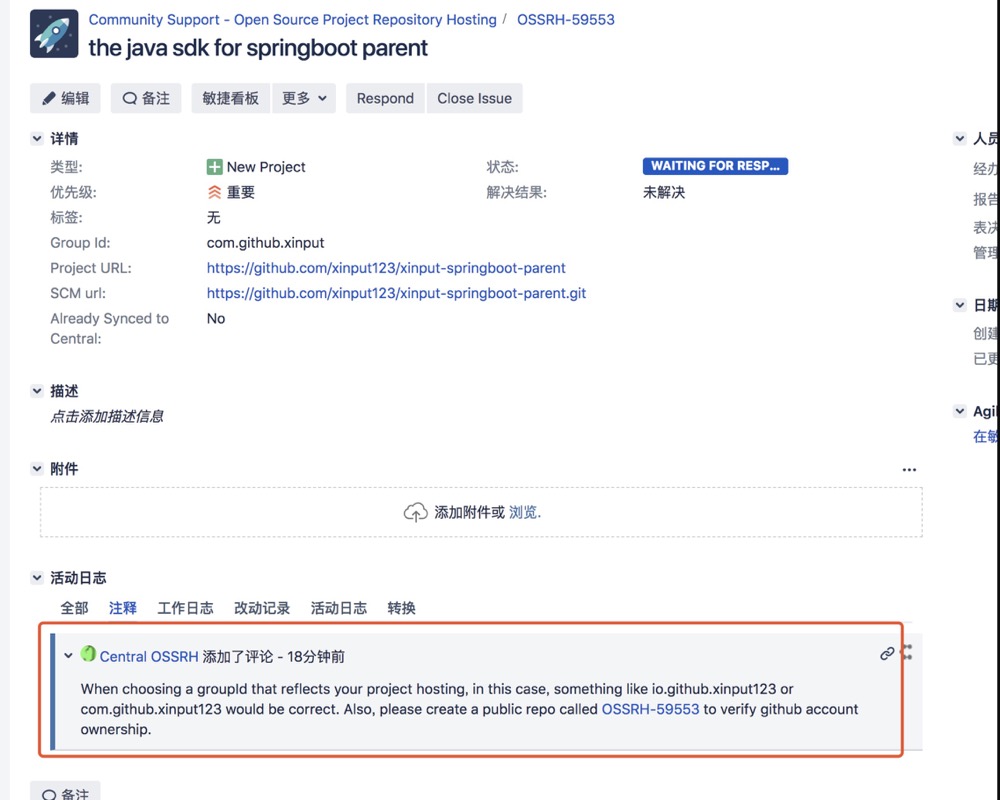 Community Support - Open Source Project Repository Hosting / OSSRH-59553
the java sdk for springboot parent
编辑 备注 敏捷看板 更多 Respond Close Issue
详情
类型: New Project 状态: WAITING FOR RESP...
优先级: 重要 解决结果: 未解决
标签: 无
Group Id: com.github.xinput
Project URL: https://github.com/xinput123/xinput-springboot-parent
SCM url: https://github.com/xinput123/xinput-springboot-parent.git
Already Synced to No
Central:
描述
点击添加描述信息
附件
添加附件或 浏览.
活动日志
全部 注释 工作日志 改动记录 活动日志 转换
Central OSSRH 添加了评论 - 18分钟前
When choosing a groupId that reflects your project hosting, in this case, something like io.github.xinput123 or
com.github.xinput123 would be correct. Also, please create a public repo called OSSRH-59553 to verify github account
ownership.
备注
人员
经办
报告
表决
管理
日期
创建
已更
Agil
在敏